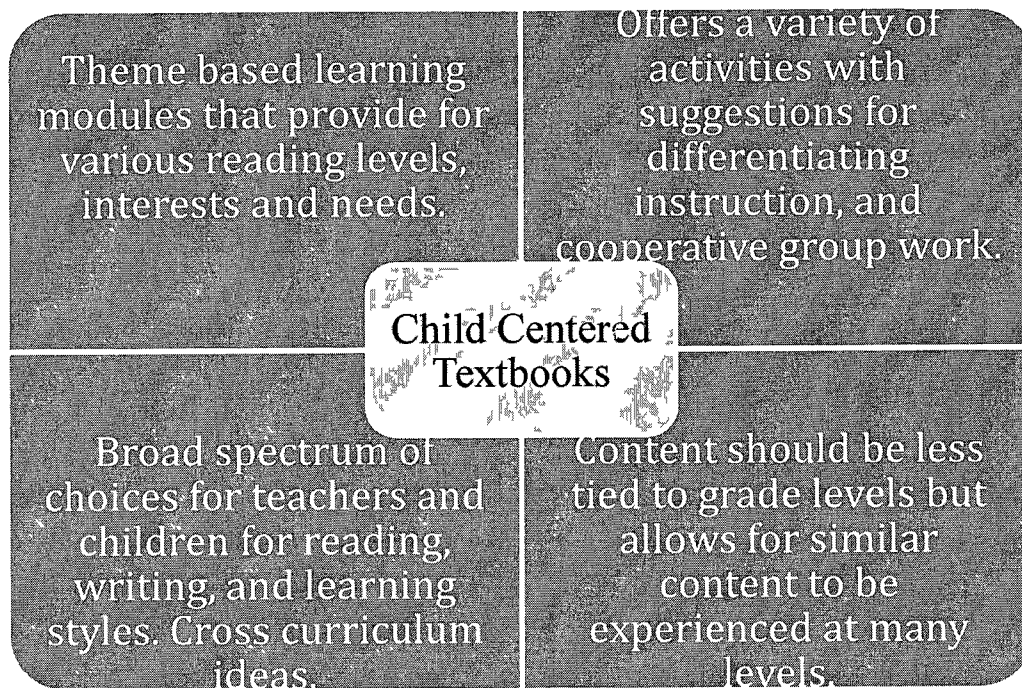 Theme based learning
modules that provide for
various reading levels,
interests and needs.
Offers a variety of
activities with
suggestions for
differentiating
instruction, and
cooperative group work.
Child Centered
Textbooks
Broad spectrum of
choices for teachers and
children for reading,
writing, and learning
styles. Cross curriculum
ideas.
Content should be less
tied to grade levels but
allows for similar
content to be
experienced at many
levels.